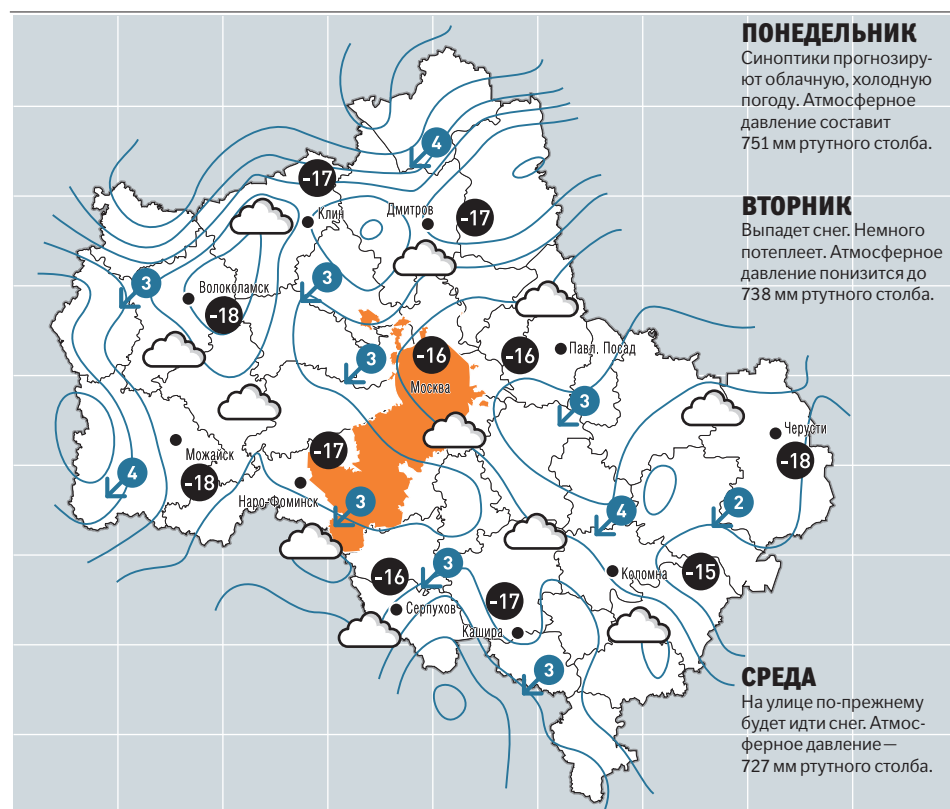 ПОНЕДЕЛЬНИК
Синоптики прогнозиру-
ют облачную, холодную
погоду. Атмосферное
давление составит
751 мм ртутного столба.
ВТОРНИК
Выпадет снег. Немного
потеплеет. Атмосферное
давление понизится до
738 мм ртутного столба.
СРЕДА
На улице по-прежнему
будет идти снег. Атмос-
ферное давление —
727 мм ртутного столба.
4
-17
Клин
Дмитров
-17
3
3
Волоколамск
-18
3
-16
Москва
-16
Павл. Посад
3
Черусти
-18
Можайск
4
-18
-17
Наро-Фоминск
3
4
2
-16
3
Серпухов
-17
Кашира
Коломна
-15
3